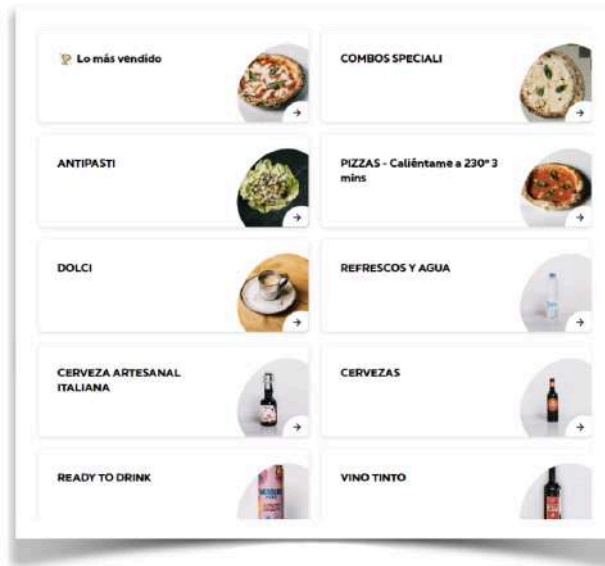 Lo más vendido
COMBOS SPECIALI
ANTIPASTI
PIZZAS - Caliéntame a 230º 3
mins
DOLCI
REFRESCOS Y AGUA
CERVEZA ARTESANAL
ITALIANA
CERVEZAS
READY TO DRINK
VINO TINTO